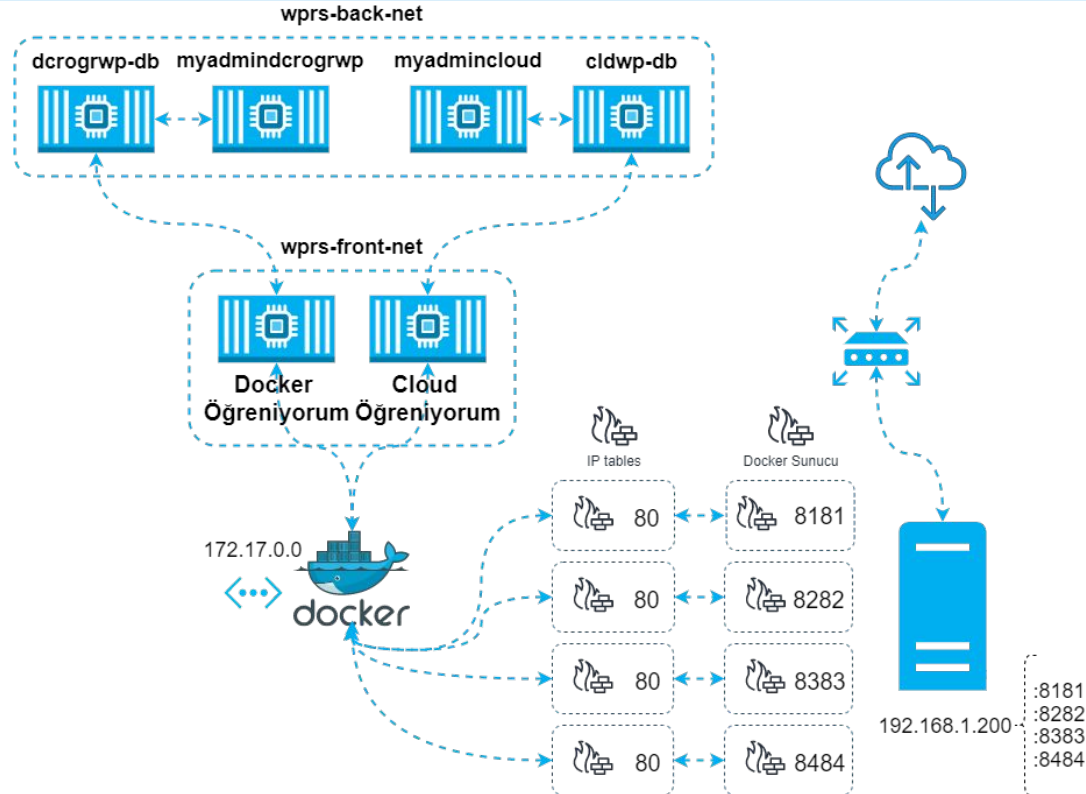 wprs-back-net
dcrogrwp-db
myadmindcrogrwp
myadmincloud
cldwp-db
wprs-front-net
Docker
Öğreniyorum
Cloud
Öğreniyorum
IP tables
Docker Sunucu
80
8181
172.17.0.0
docker
80
8282
80
8383
80
8484
192.168.1.200
:8181
:8282
:8383
:8484